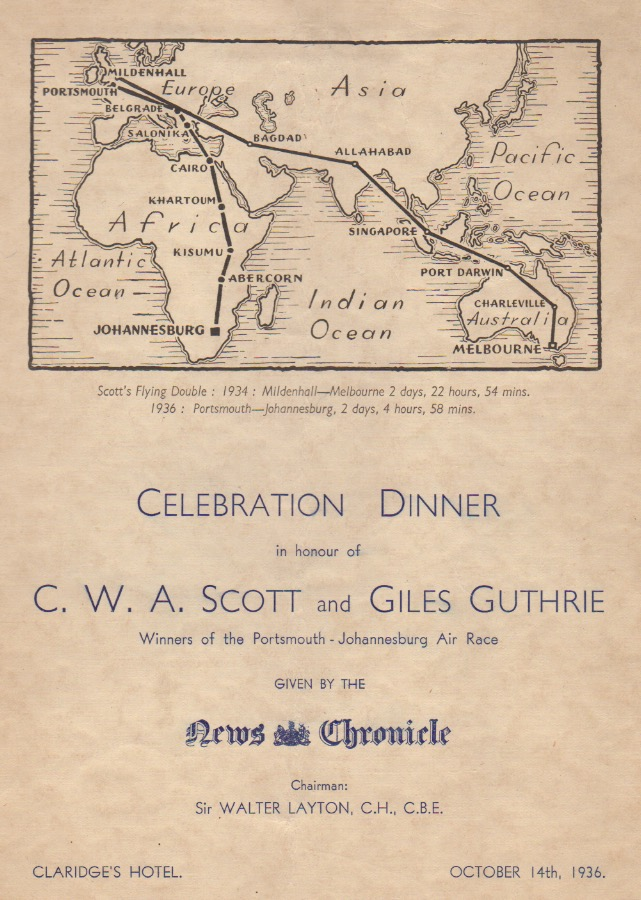 MILDENHALL
PORTSMOUTH
Europe
Asia
BELGRADE
SALONIKA
BAGDAD
ALLAHABAD
CAIRO
Pacific
Ocean
KHARTOUM
Africa
SINGAPORE
KISUMU
Atlantic
Ocean
PORT DARWIN
ABERCORN
Indian
Ocean
CHARLEVILLE
Australia
JOHANNESBURG
MELBOURNE
Scott's Flying Double : 1934 : Mildenhall—Melbourne 2 days, 22 hours, 54 mins.
1936 : Portsmouth—Johannesburg, 2 days, 4 hours, 58 mins.
CELEBRATION DINNER
in honour of
C. W. A. SCOTT and GILES GUTHRIE
Winners of the Portsmouth - Johannesburg Air Race
GIVEN BY THE
News Chronicle
Chairman:
Sir WALTER LAYTON, C.H., C.B.E.
CLARIDGE'S HOTEL. OCTOBER 14th, 1936.